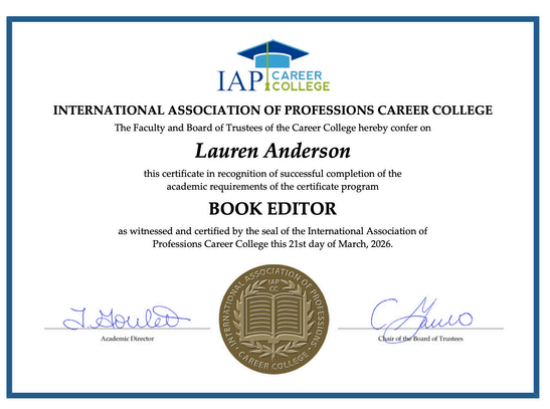 IAP CAREER
COLLEGE
INTERNATIONAL ASSOCIATION OF PROFESSIONS CAREER COLLEGE
The Faculty and Board of Trustees of the Career College hereby confer on
Lauren Anderson
this certificate in recognition of successful completion of the
academic requirements of the certificate program
BOOK EDITOR
as witnessed and certified by the seal of the International Association of
Professions Career College this 21st day of March, 2026.
INTERNATIONAL ASSOCIATION OF PROFESSIONS
IAP
CC
• CAREER COLLEGE •
T. Goulet
Academic Director
Chair of the Board of Trustees